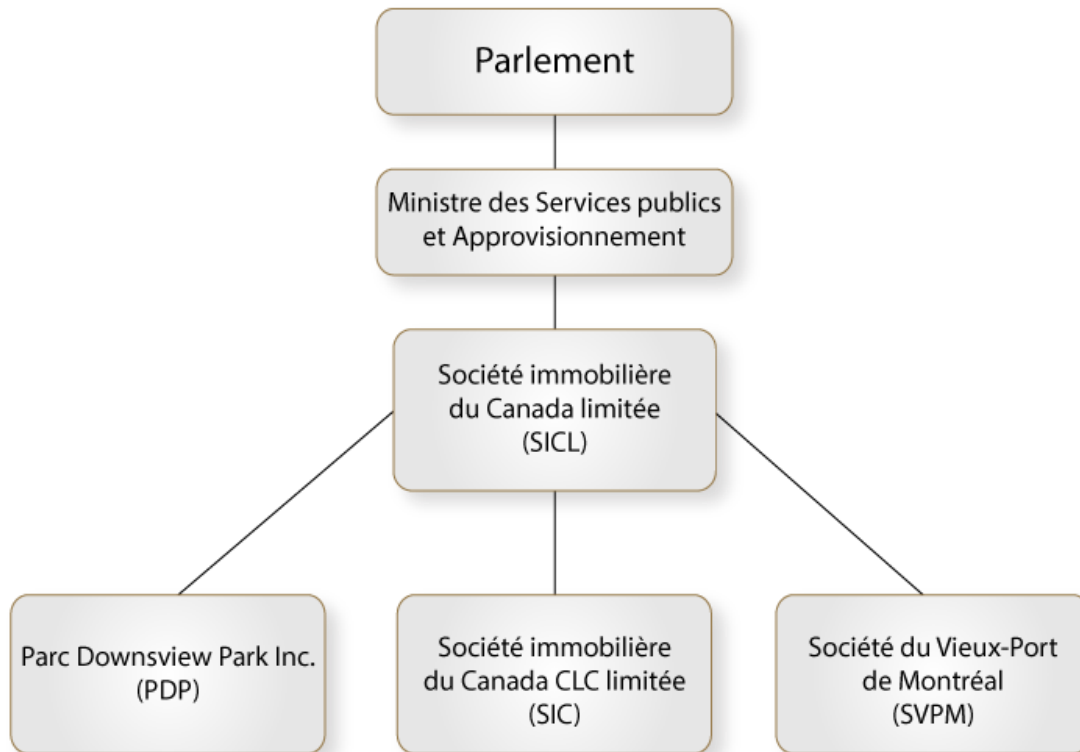 Parlement
Ministre des Services publics
et Approvisionnement
Société immobilière
du Canada limitée
(SICL)
Parc Downsview Park Inc.
(PDP)
Société immobilière
du Canada CLC limitée
(SIC)
Société du Vieux-Port
de Montréal
(SVPM)